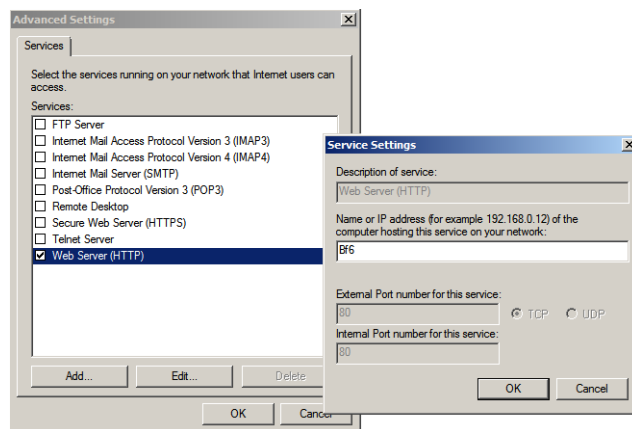 Advanced Settings
Services
Select the services running on your network that Internet users can
access.
Services:
FTP Server
Internet Mail Access Protocol Version 3 (IMAP3)
Internet Mail Access Protocol Version 4 (IMAP4)
Internet Mail Server (SMTP)
Post-Office Protocol Version 3 (POP3)
Remote Desktop
Secure Web Server (HTTPS)
Telnet Server
Web Server (HTTP)
Add...
Edit...
Delete
OK
Cancel
Service Settings
Description of service:
Web Server (HTTP)
Name or IP address (for example 192.168.0.12) of the
computer hosting this service on your network:
Bf6
External Port number for this service:
80
TCP
UDP
Internal Port number for this service:
80
OK
Cancel